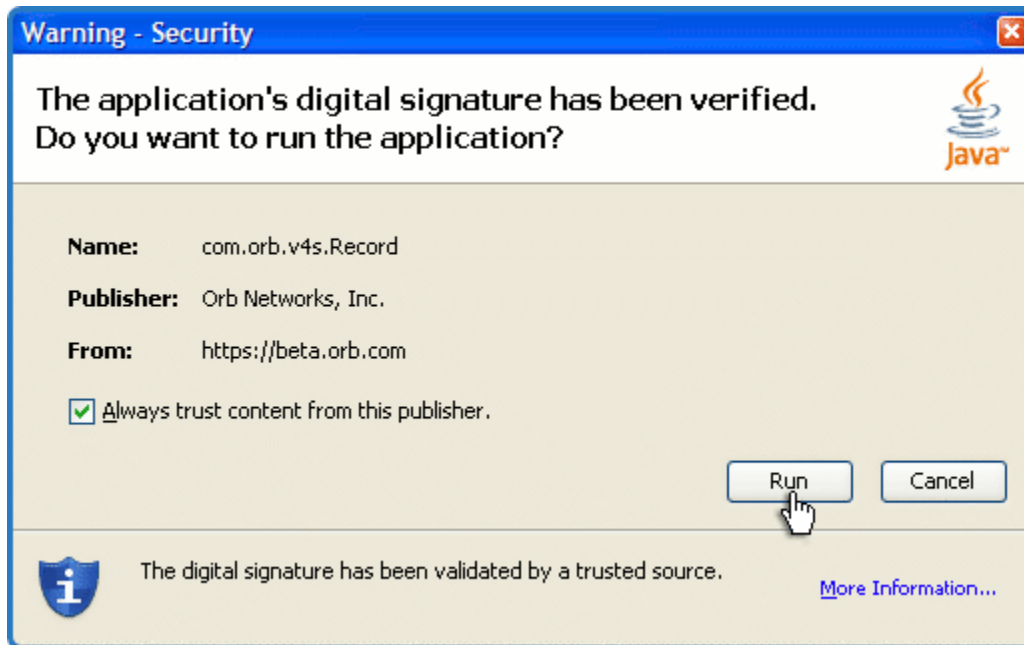 Warning - Security
The application's digital signature has been verified.
Do you want to run the application?
Java™
Name: com.orb.v4s.Record
Publisher: Orb Networks, Inc.
From: https://beta.orb.com
Always trust content from this publisher.
Run Cancel
The digital signature has been validated by a trusted source.
More Information...